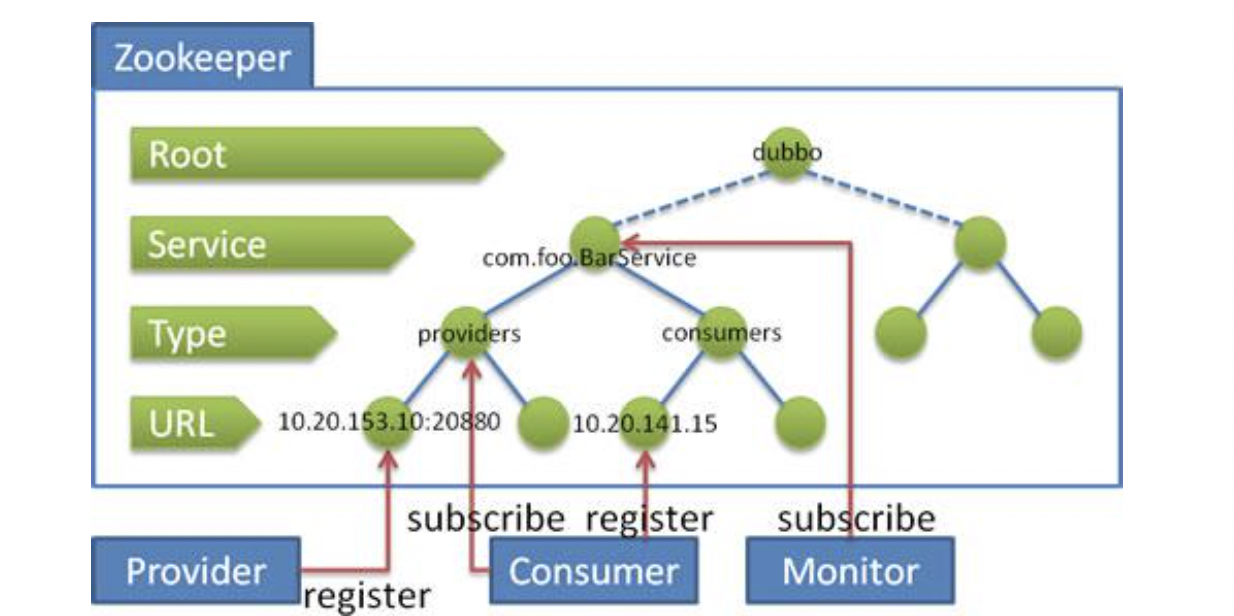 Zookeeper
Root
dubbo
Service
com.foo.BarService
Type
providers
consumers
URL
10.20.153.10:20880
10.20.141.15
subscribe
register
subscribe
Provider
Consumer
Monitor
register